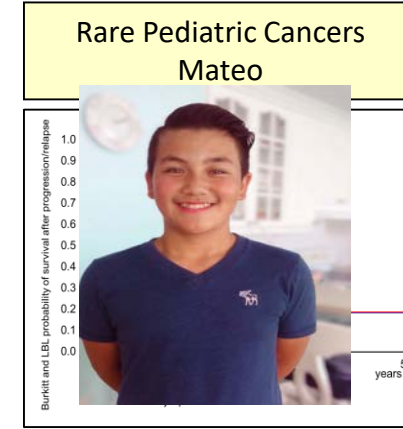 Rare Pediatric Cancers
Mateo
Burkitt and LBL probability of survival after progression/relapse
1.0
0.9
0.8
0.7
0.6
0.5
0.4
0.3
0.2
0.1
0.0
years